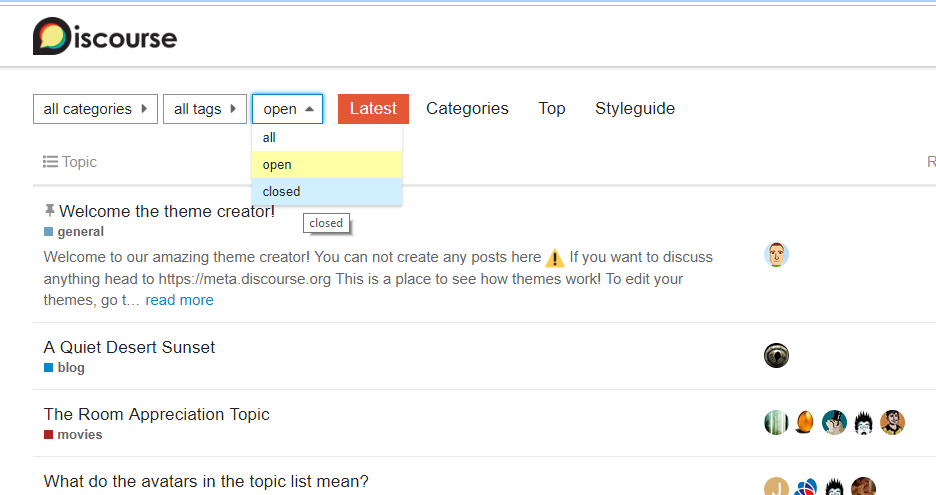 Discourse
all categories all tags open Latest Categories Top Styleguide
all
open
closed
Topic R
Welcome the theme creator!
closed
general
Welcome to our amazing theme creator! You can not create any posts here ⚠️ If you want to discuss
anything head to https://meta.discourse.org This is a place to see how themes work! To edit your
themes, go t… read more
A Quiet Desert Sunset
blog
The Room Appreciation Topic
movies
What do the avatars in the topic list mean?
J